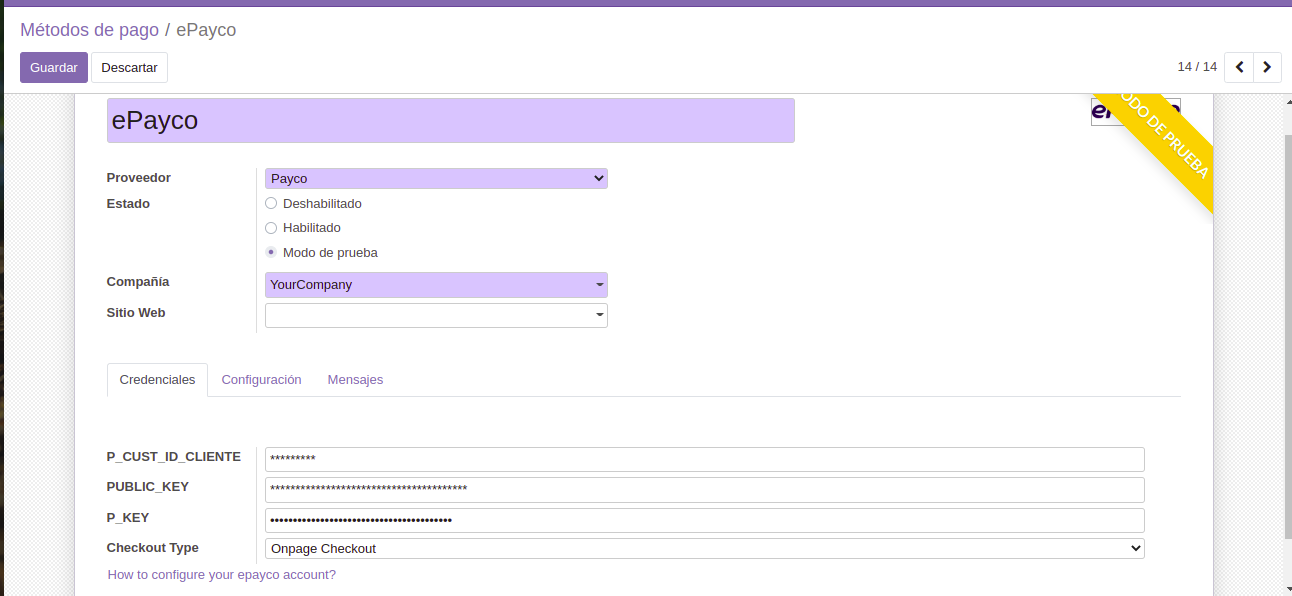 Métodos de pago / ePayco
Guardar Descartar
14 / 14
ePayco
ODO DE PRUEBA
Proveedor Payco
Estado Deshabilitado
Habilitado
Modo de prueba
Compañía YourCompany
Sitio Web
Credenciales Configuración Mensajes
P_CUST_ID_CLIENTE *********
PUBLIC_KEY ***************************************
P_KEY ••••••••••••••••••••••••••••••••••••••••
Checkout Type Onpage Checkout
How to configure your epayco account?